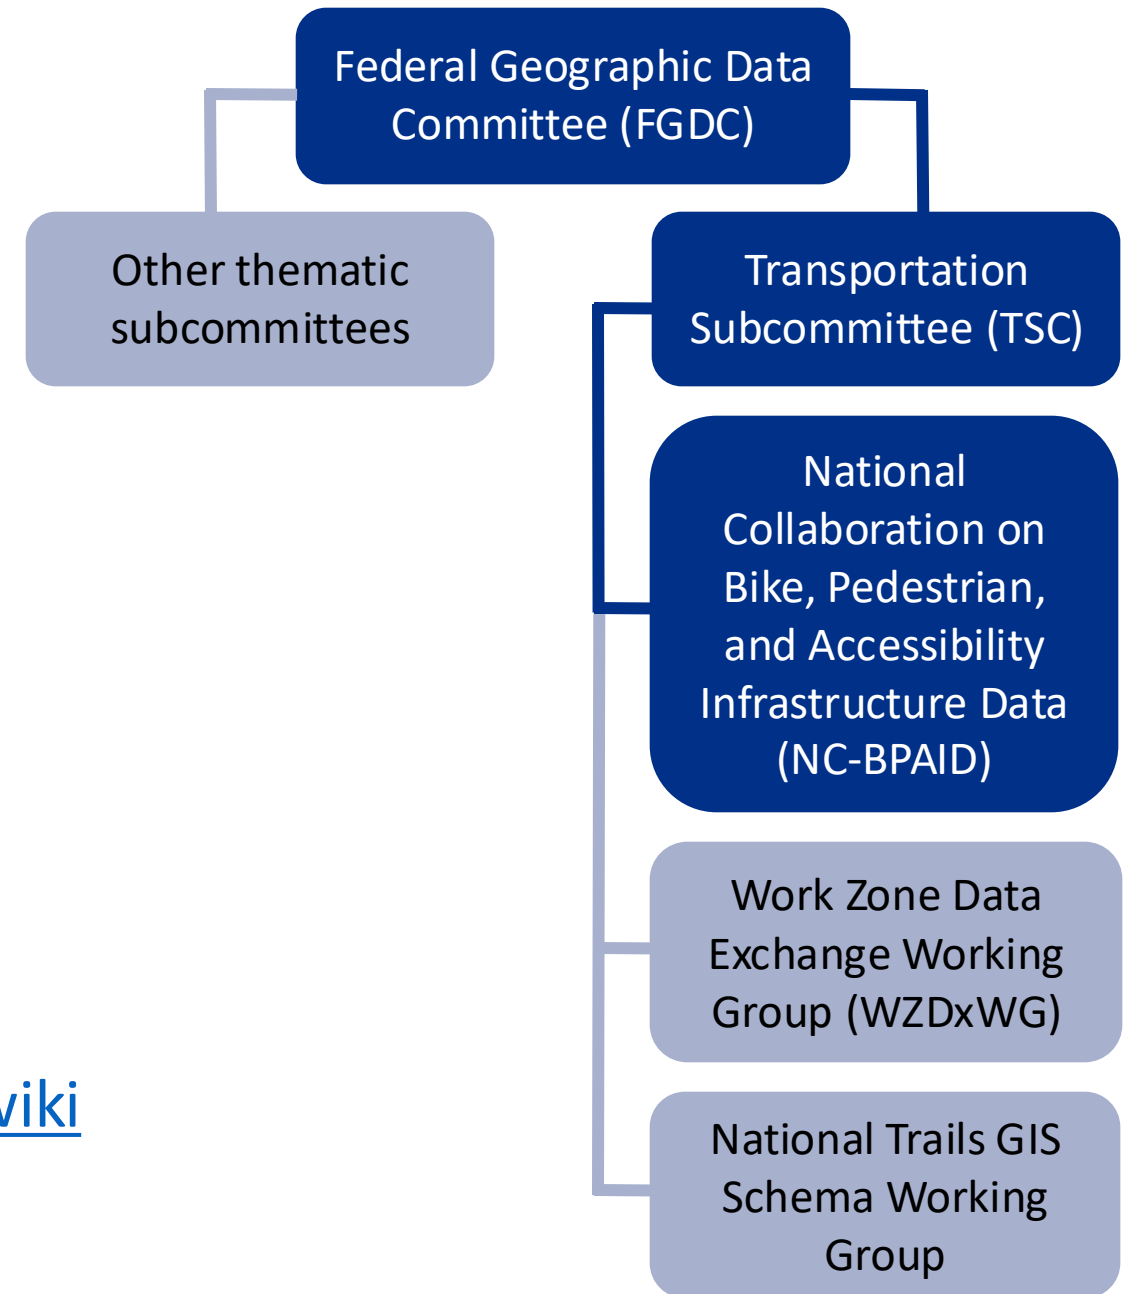 Federal Geographic Data
Committee (FGDC)
Other thematic
subcommittees
Transportation
Subcommittee (TSC)
National
Collaboration on
Bike, Pedestrian,
and Accessibility
Infrastructure Data
(NC-BPAID)
Work Zone Data
Exchange Working
Group (WZDxWG)
wiki
National Trails GIS
Schema Working
Group